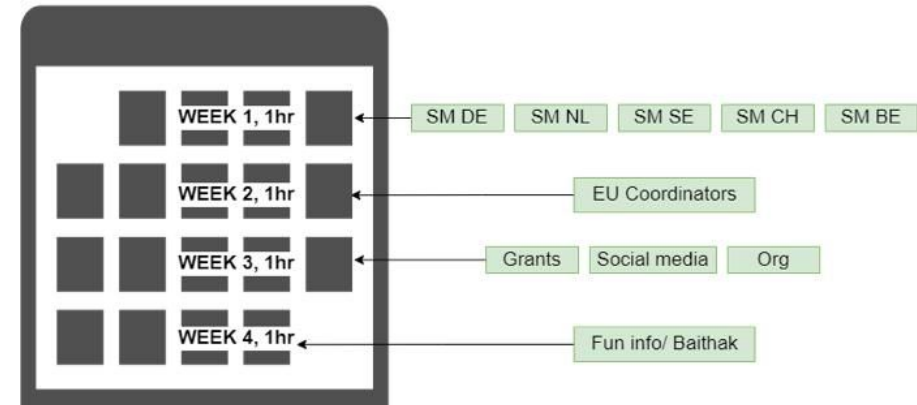 WEEK 1, 1hr
SM DE
SM NL
SM SE
SM CH
SM BE
WEEK 2, 1hr
EU Coordinators
WEEK 3, 1hr
Grants
Social media
Org
WEEK 4, 1hr
Fun info/ Baithak